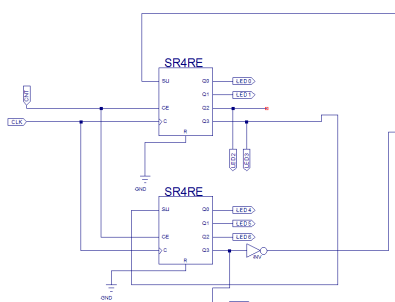 SR4RE
SLI Q0 LED0
Q1 LED1
CNT CE Q2
CLK C Q3
R
LED2 LED3
GND
SR4RE
SLI Q0 LED4
Q1 LED5
CE Q2 LED6
C Q3
INV
R
GND